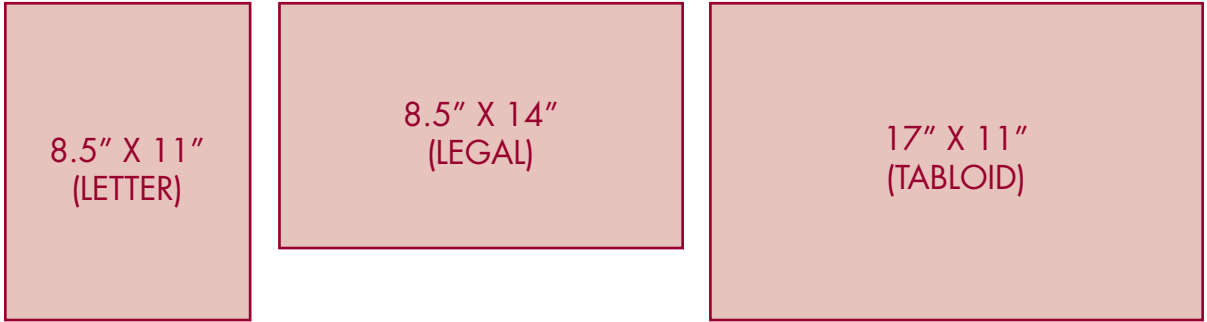 8.5″ X 11″
(LETTER)
8.5″ X 14″
(LEGAL)
17″ X 11″
(TABLOID)